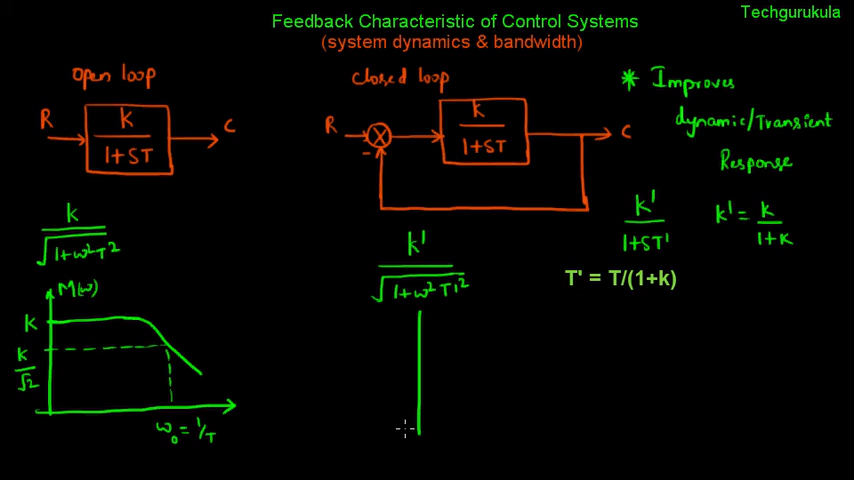 Techgurukula
Feedback Characteristic of Control Systems
(system dynamics & bandwidth)
open loop
closed loop
* Improves
dynamic/Transient
Response
R
k
1+ST
C
R
-
k
1+ST
C
k'
1+ST'
k' = k
1+k
k
√1+ω²T²
k'
√1+ω²T'²
T' = T/(1+k)
M(ω)
k
k
√2
ω₀ = 1/T